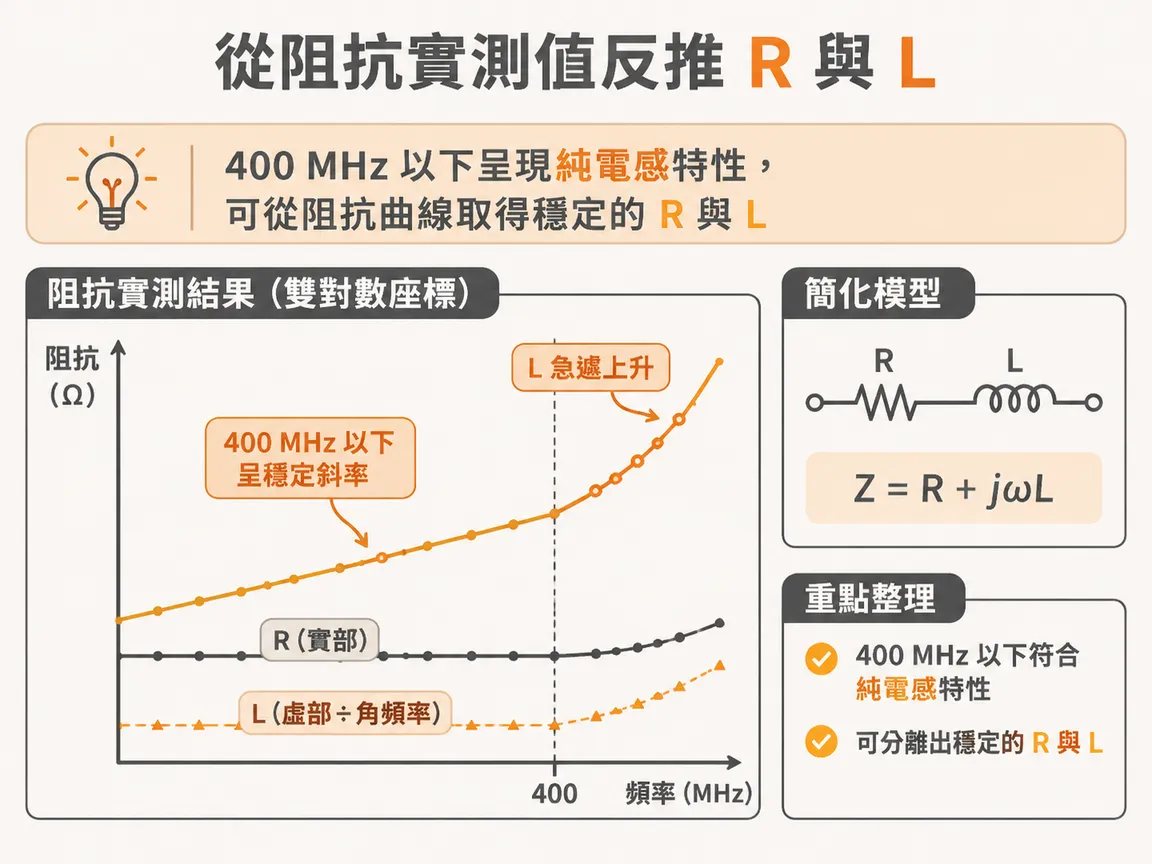 從阻抗實測值反推 R 與 L
400 MHz 以下呈現純電感特性，
可從阻抗曲線取得穩定的 R 與 L
阻抗實測結果（雙對數座標）
阻抗
（Ω）
L 急遽上升
400 MHz 以下
呈穩定斜率
R（實部）
L（虛部÷角頻率）
400
頻率（MHz）
簡化模型
R
L
Z = R + jωL
重點整理
400 MHz 以下符合
純電感特性
可分離出穩定的 R 與 L